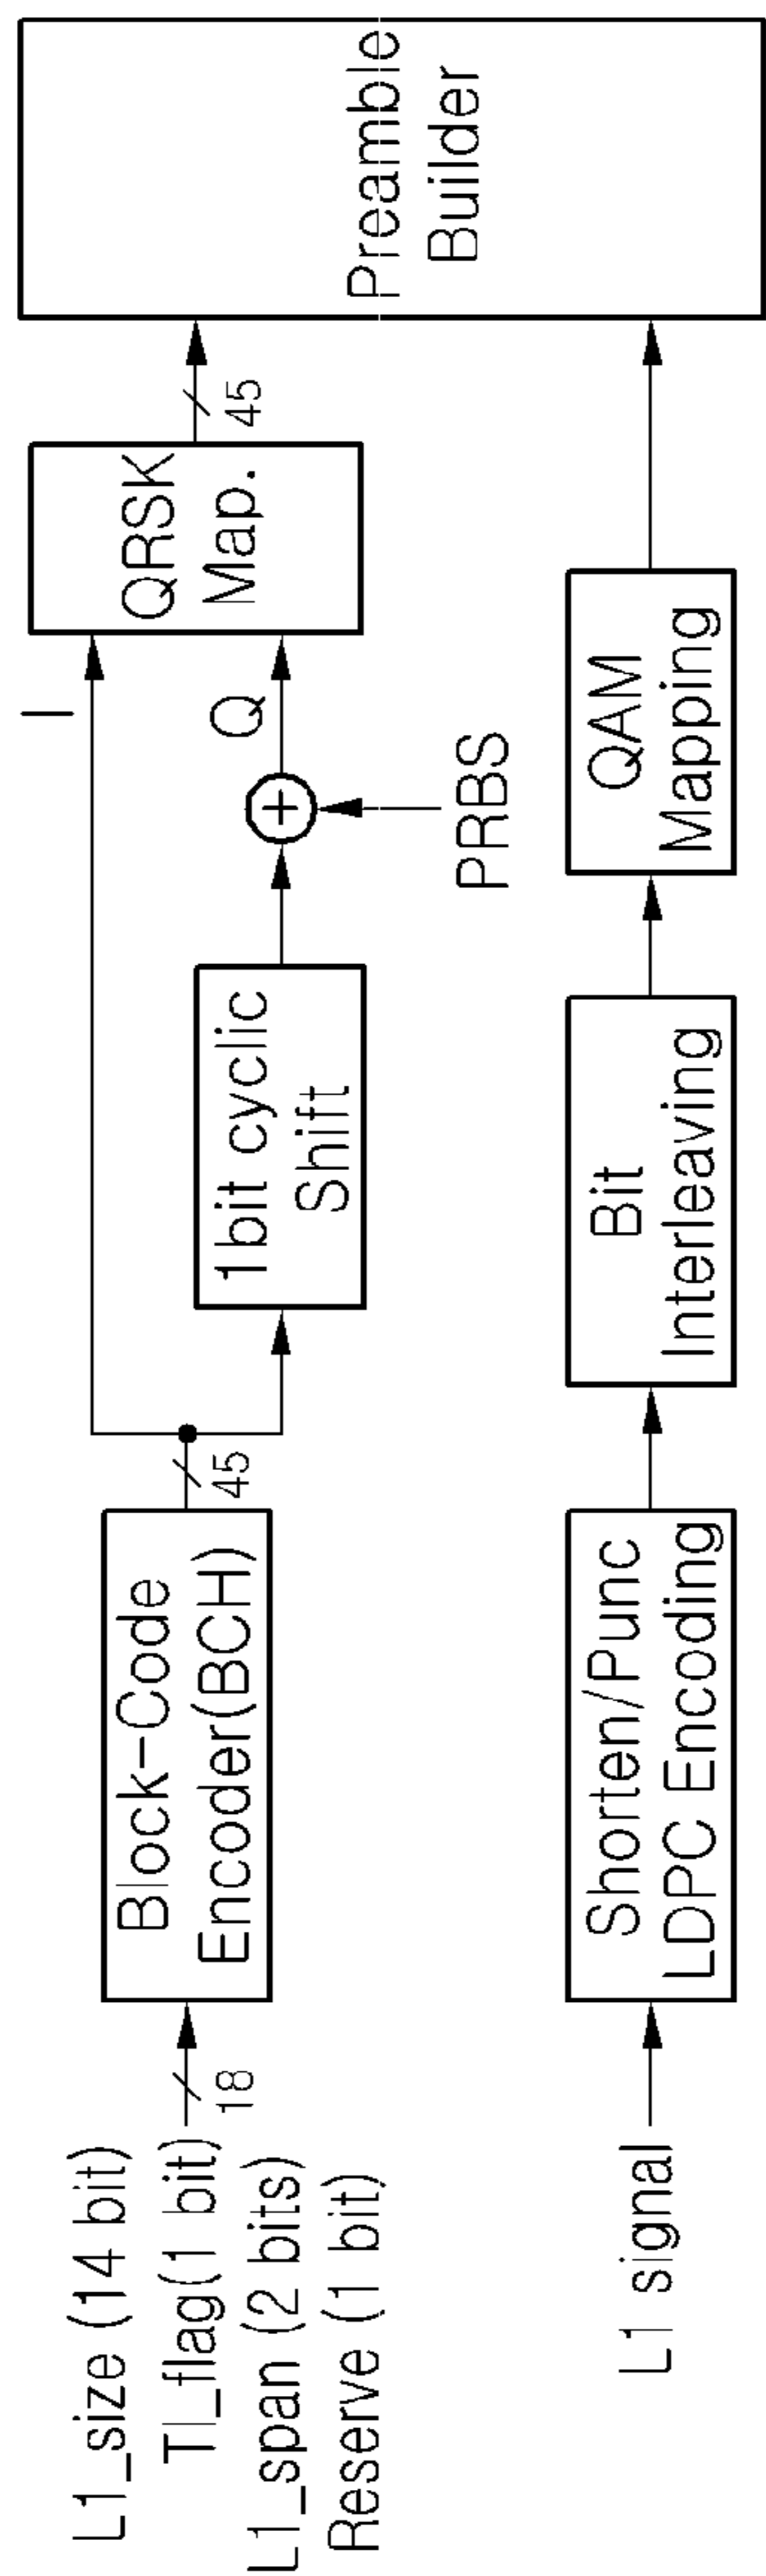 L1_size (14 bit)
TI_flag(1 bit)
L1_span (2 bits)
Reserve (1 bit)
18
Block-Code
Encoder(BCH)
45
1bit cyclic
Shift
PRBS
I
Q
QRSK
Map.
45
Preamble
Builder
L1 signal
Shorten/Punc
LDPC Encoding
Bit
Interleaving
QAM
Mapping